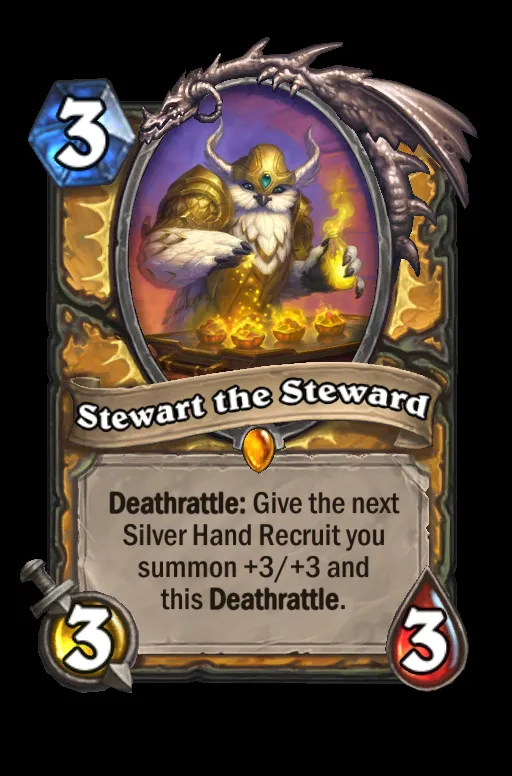 3
Stewart the Steward
Deathrattle: Give the next
Silver Hand Recruit you
summon +3/+3 and
this Deathrattle.
3
3